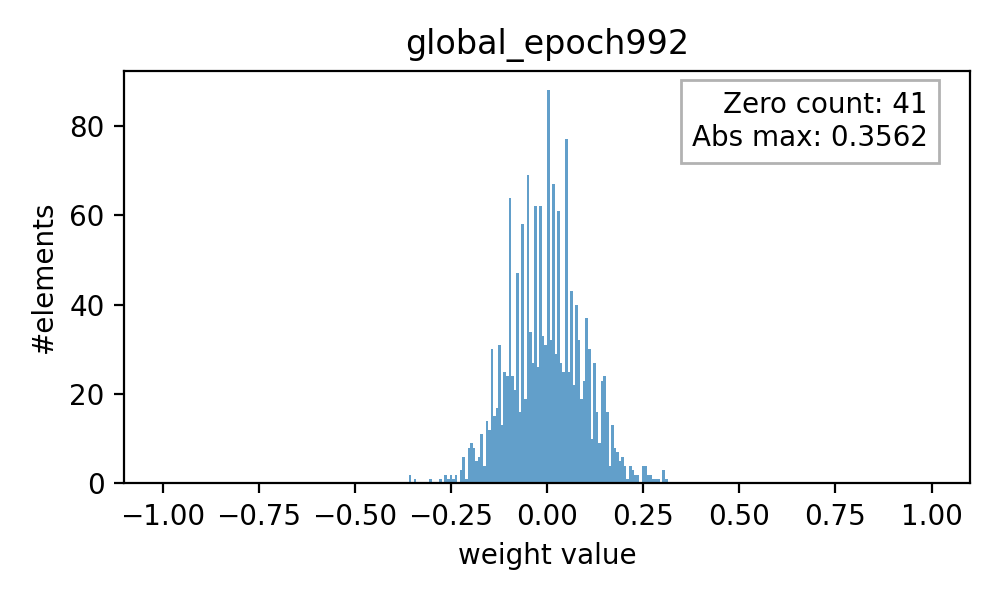 global_epoch992
Zero count: 41
Abs max: 0.3562
80
60
40
20
0
#elements
−1.00 −0.75 −0.50 −0.25 0.00 0.25 0.50 0.75 1.00
weight value